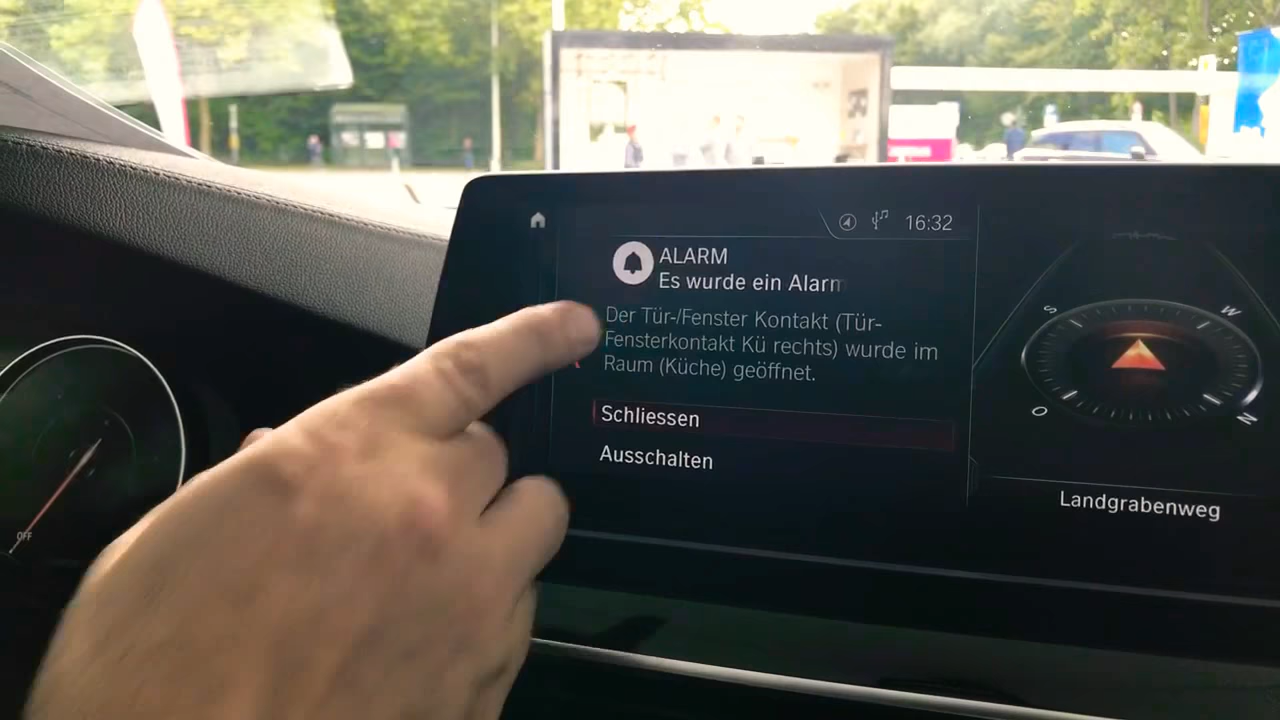 16:32
ALARM
Es wurde ein Alarm
Der Tür-/Fenster Kontakt (Tür-
Fensterkontakt Kü rechts) wurde im
Raum (Küche) geöffnet.
Schliessen
Ausschalten
S
W
O
N
Landgrabenweg
OFF